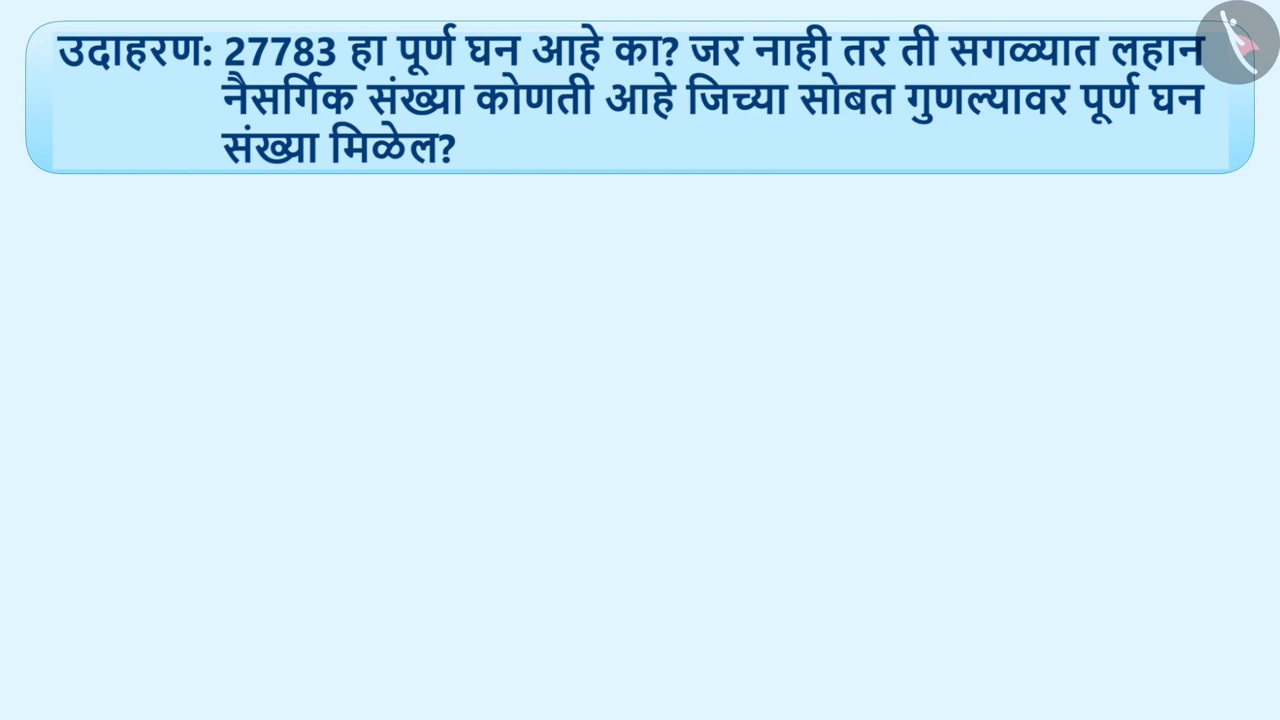 उदाहरण: 27783 हा पूर्ण घन आहे का? जर नाही तर ती सगळ्यात लहान
नैसर्गिक संख्या कोणती आहे जिच्या सोबत गुणल्यावर पूर्ण घन
संख्या मिळेल?